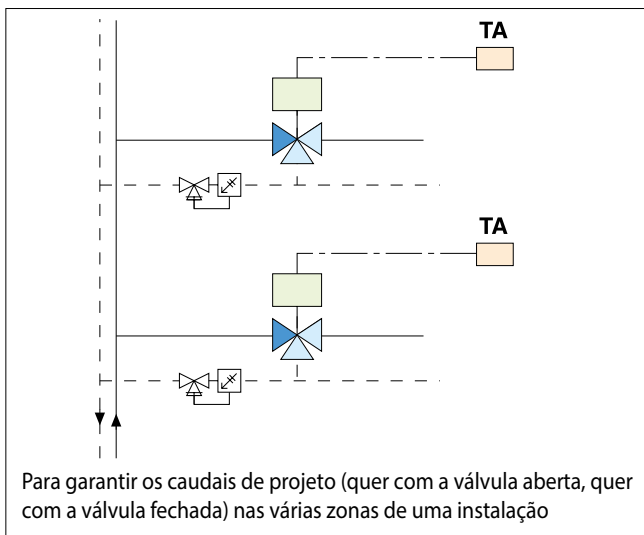 TA
TA
Para garantir os caudais de projeto (quer com a válvula aberta, quer
com a válvula fechada) nas várias zonas de uma instalação